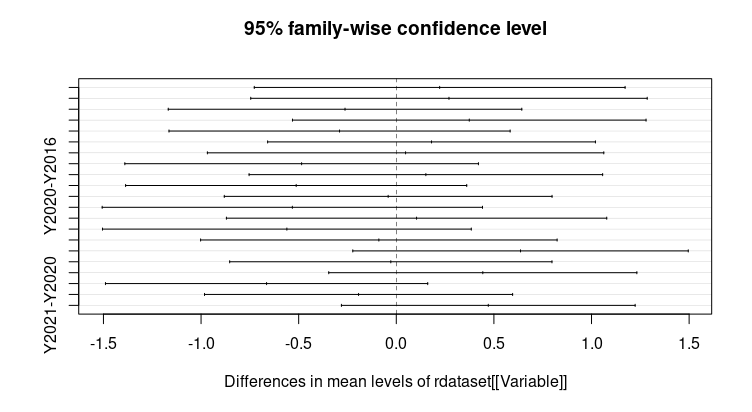 95% family-wise confidence level
Y2020-Y2016
Y2021-Y2020
-1.5 -1.0 -0.5 0.0 0.5 1.0 1.5
Differences in mean levels of rdataset[[Variable]]